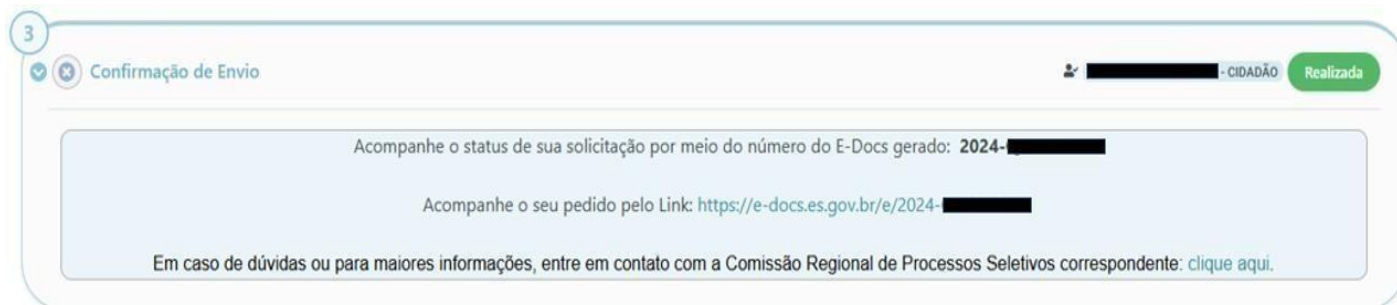 3
Confirmação de Envio
- CIDADÃO
Realizada
Acompanhe o status de sua solicitação por meio do número do E-Docs gerado: 2024-
Acompanhe o seu pedido pelo Link: https://e-docs.es.gov.br/e/2024-
Em caso de dúvidas ou para maiores informações, entre em contato com a Comissão Regional de Processos Seletivos correspondente: clique aqui.